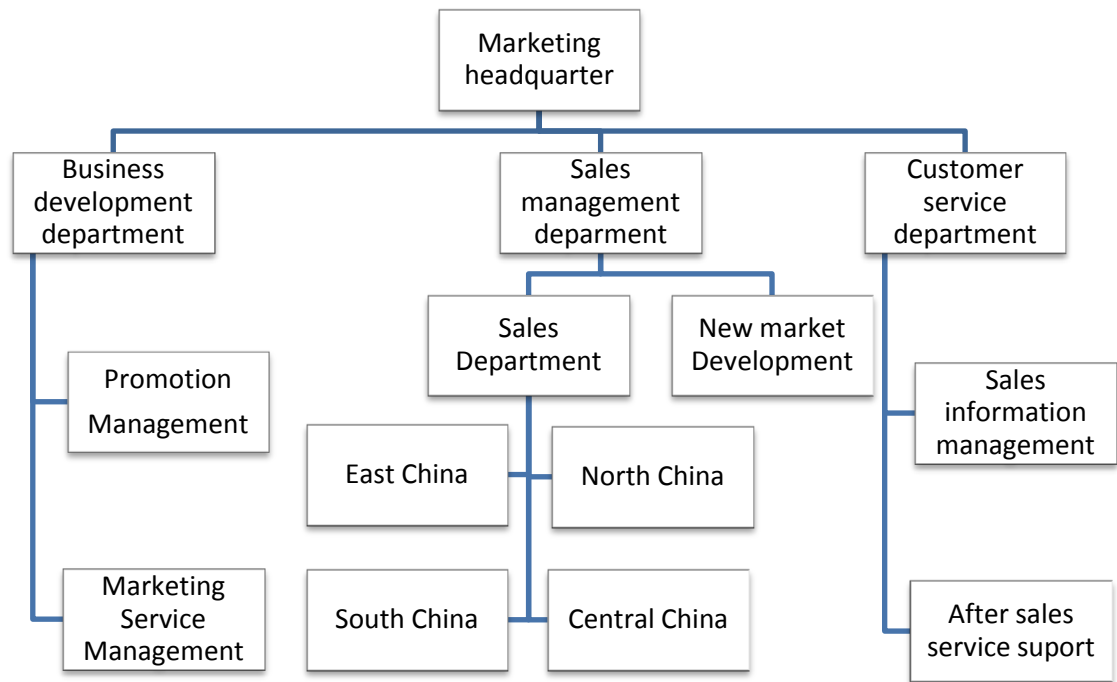 Marketing
headquarter
Business
development
department
Sales
management
deparment
Customer
service
department
Sales
Department
New market
Development
Promotion
Management
Sales
information
management
East China
North China
Marketing
Service
Management
South China
Central China
After sales
service suport